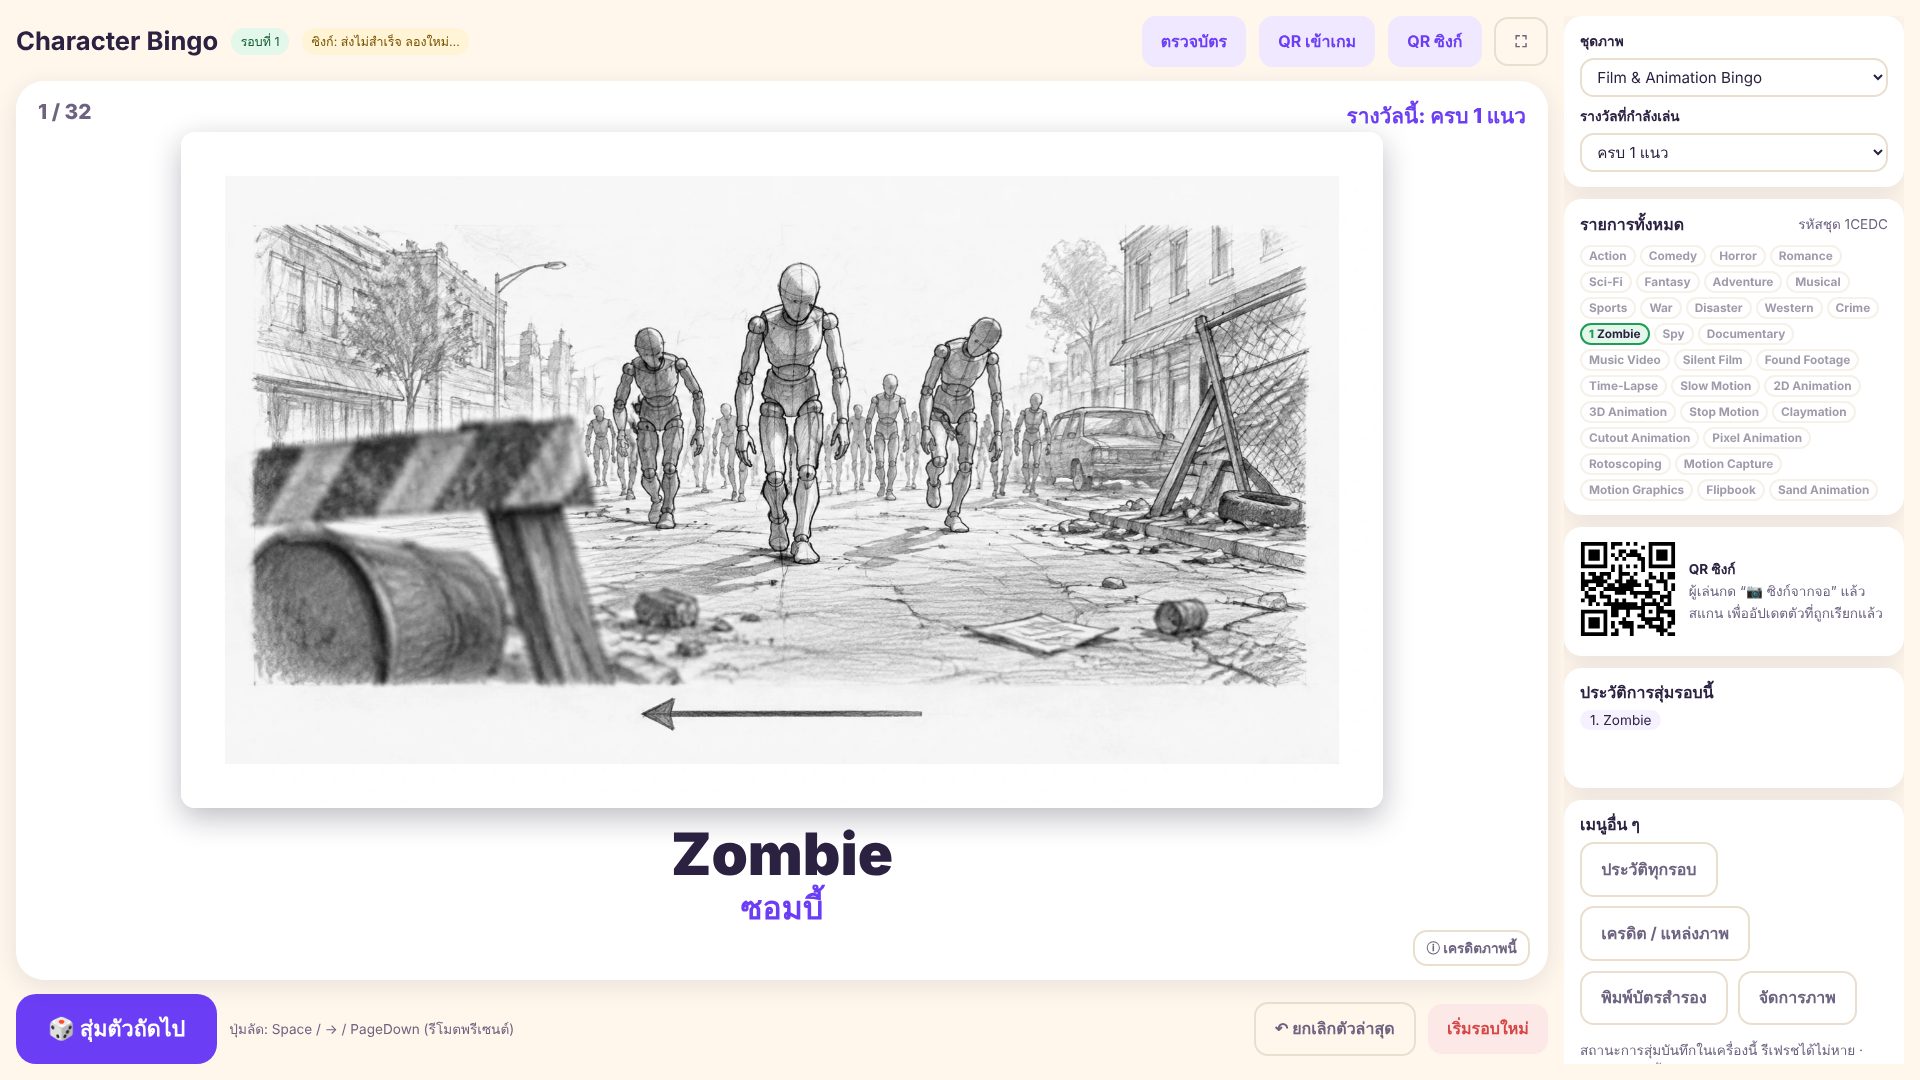 Character Bingo
รอบที่ 1
ซิงก์: ส่งไม่สำเร็จ ลองใหม่…
ตรวจบัตร
QR เข้าเกม
QR ซิงก์
1 / 32
รางวัลนี้: ครบ 1 แนว
Zombie
ซอมบี้
ⓘ เครดิตภาพนี้
🎲 สุ่มตัวถัดไป
ปุ่มลัด: Space / → / PageDown (รีโมตพรีเซนต์)
↶ ยกเลิกตัวล่าสุด
เริ่มรอบใหม่
ชุดภาพ
Film & Animation Bingo
รางวัลที่กำลังเล่น
ครบ 1 แนว
รายการทั้งหมด
รหัสชุด 1CEDC
Action Comedy Horror Romance
Sci-Fi Fantasy Adventure Musical
Sports War Disaster Western Crime
1 Zombie Spy Documentary
Music Video Silent Film Found Footage
Time-Lapse Slow Motion 2D Animation
3D Animation Stop Motion Claymation
Cutout Animation Pixel Animation
Rotoscoping Motion Capture
Motion Graphics Flipbook Sand Animation
QR ซิงก์
ผู้เล่นกด “📷 ซิงก์จากจอ” แล้ว
สแกน เพื่ออัปเดตตัวที่ถูกเรียกแล้ว
ประวัติการสุ่มรอบนี้
1. Zombie
เมนูอื่น ๆ
ประวัติทุกรอบ
เครดิต / แหล่งภาพ
พิมพ์บัตรสำรอง
จัดการภาพ
สถานะการสุ่มบันทึกในเครื่องนี้ รีเฟรชได้ไม่หาย ·